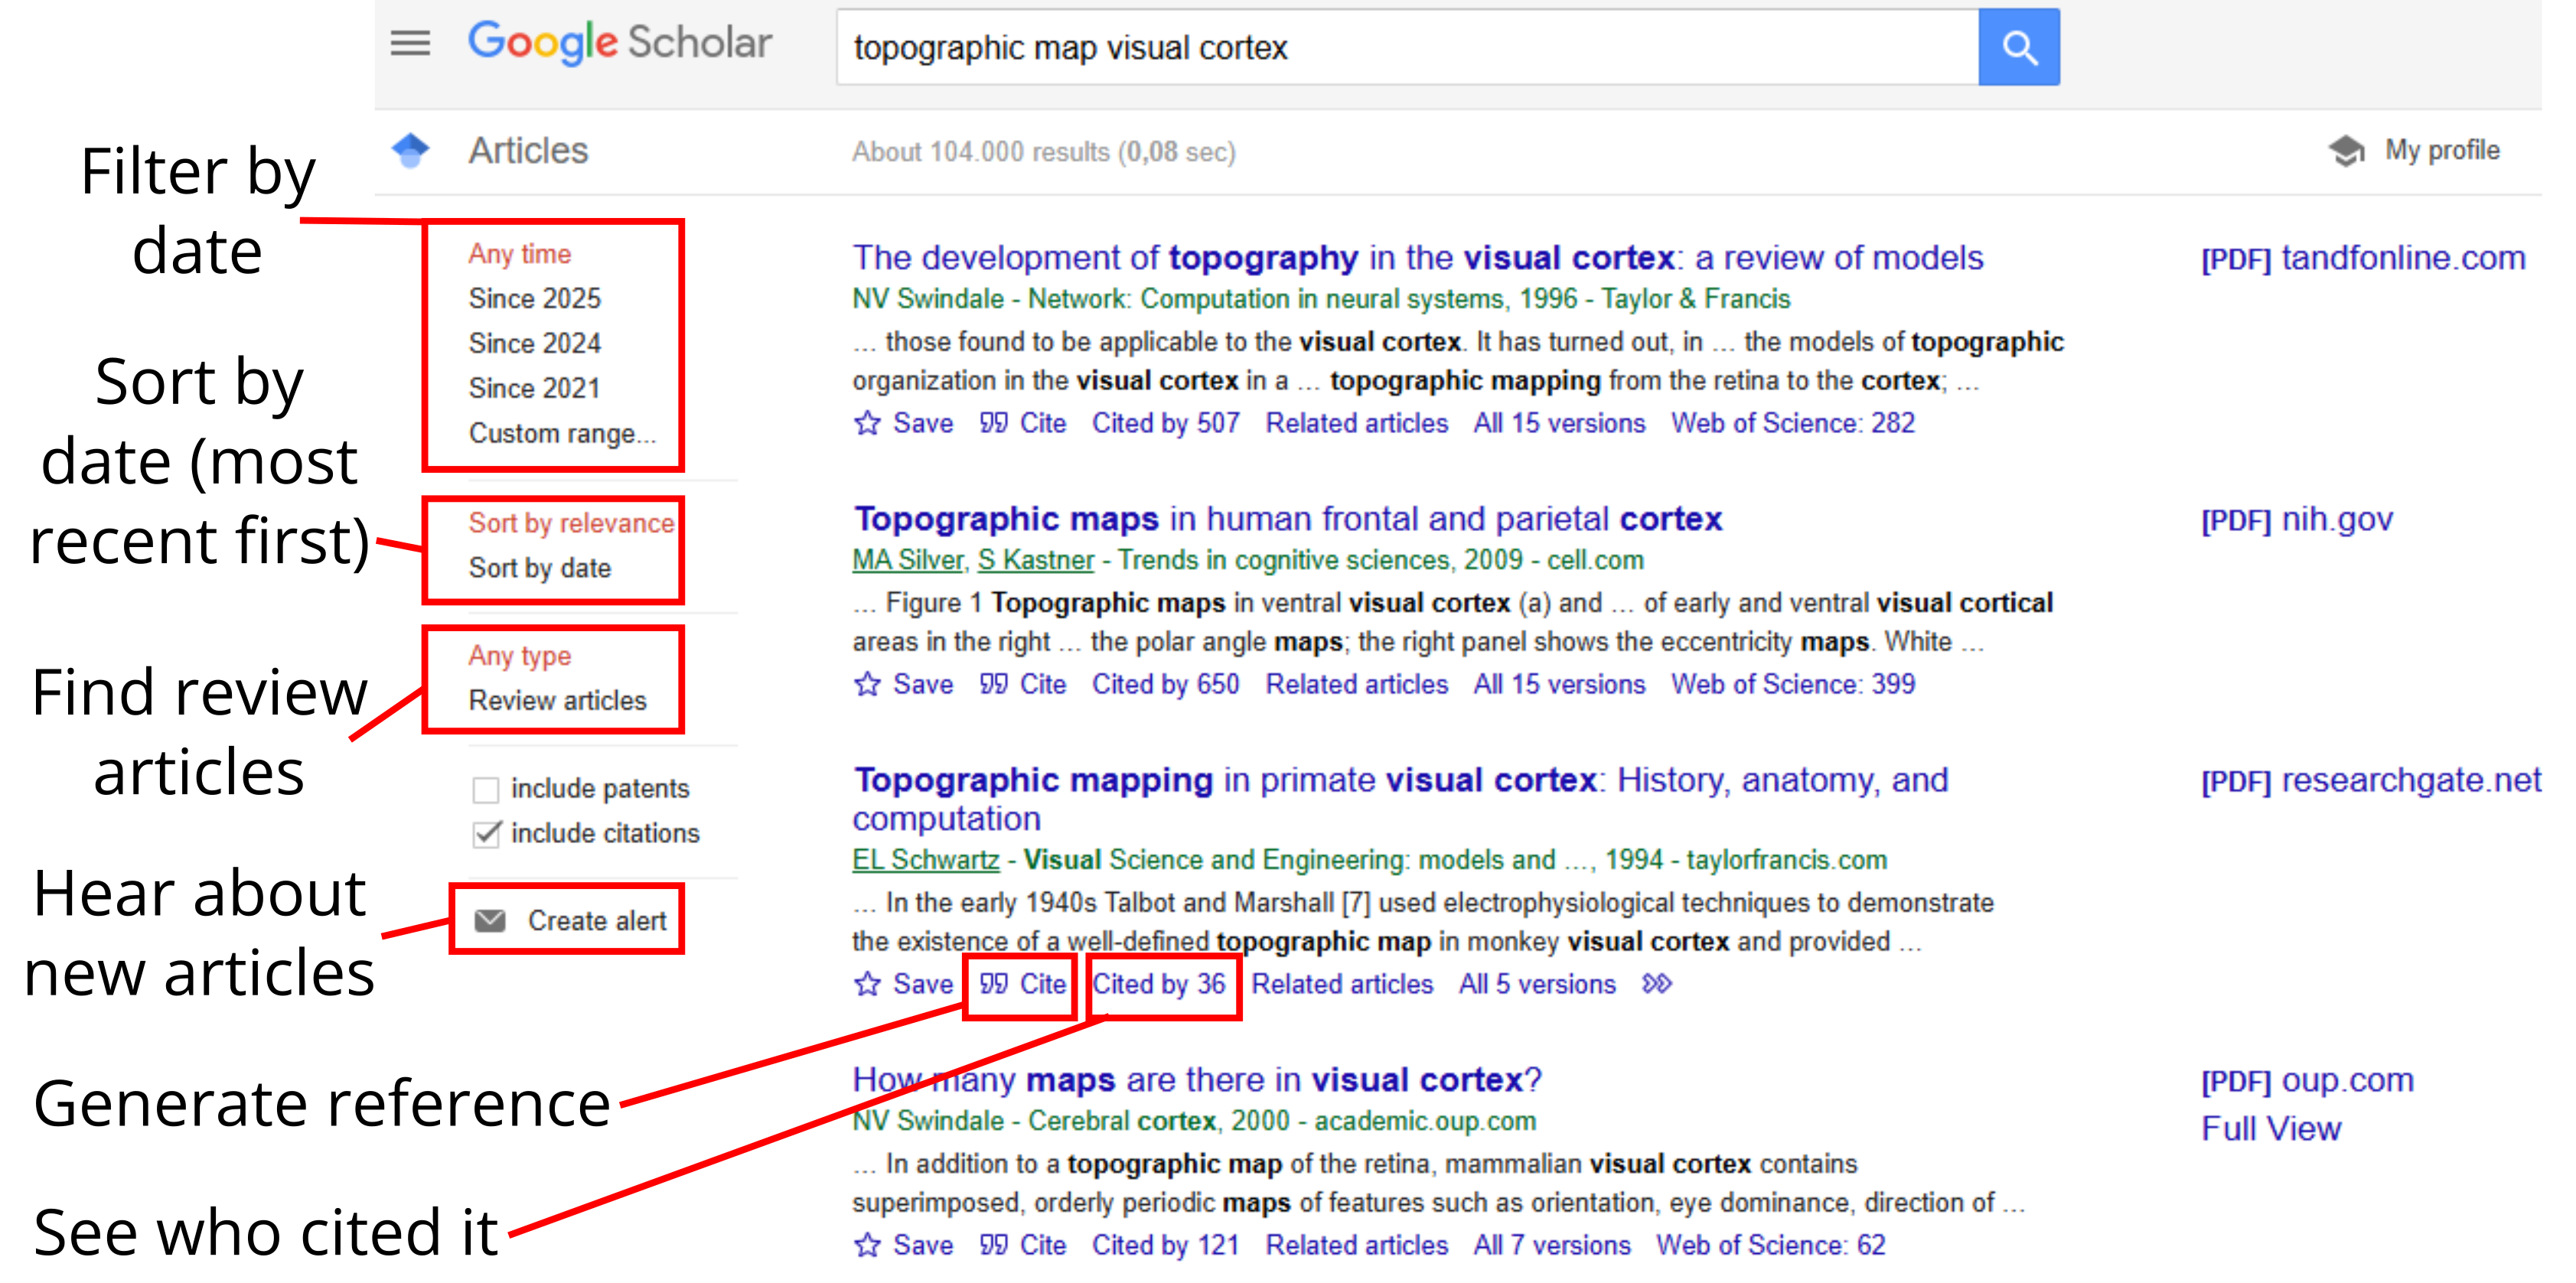 Google Scholar
topographic map visual cortex
Articles
About 104.000 results (0,08 sec)
My profile
Filter by
date
Sort by
date (most
recent first)
Find review
articles
Hear about
new articles
Generate reference
See who cited it
Any time
Since 2025
Since 2024
Since 2021
Custom range...
Sort by relevance
Sort by date
Any type
Review articles
include patents
include citations
Create alert
The development of topography in the visual cortex: a review of models
NV Swindale - Network: Computation in neural systems, 1996 - Taylor & Francis
... those found to be applicable to the visual cortex. It has turned out, in ... the models of topographic
organization in the visual cortex in a ... topographic mapping from the retina to the cortex; ...
Save Cite Cited by 507 Related articles All 15 versions Web of Science: 282
[PDF] tandfonline.com
Topographic maps in human frontal and parietal cortex
MA Silver, S Kastner - Trends in cognitive sciences, 2009 - cell.com
... Figure 1 Topographic maps in ventral visual cortex (a) and ... of early and ventral visual cortical
areas in the right ... the polar angle maps; the right panel shows the eccentricity maps. White ...
Save Cite Cited by 650 Related articles All 15 versions Web of Science: 399
[PDF] nih.gov
Topographic mapping in primate visual cortex: History, anatomy, and
computation
EL Schwartz - Visual Science and Engineering: models and ..., 1994 - taylorfrancis.com
... In the early 1940s Talbot and Marshall [7] used electrophysiological techniques to demonstrate
the existence of a well-defined topographic map in monkey visual cortex and provided ...
Save Cite Cited by 36 Related articles All 5 versions
[PDF] researchgate.net
How many maps are there in visual cortex?
NV Swindale - Cerebral cortex, 2000 - academic.oup.com
... In addition to a topographic map of the retina, mammalian visual cortex contains
superimposed, orderly periodic maps of features such as orientation, eye dominance, direction of ...
Save Cite Cited by 121 Related articles All 7 versions Web of Science: 62
[PDF] oup.com
Full View